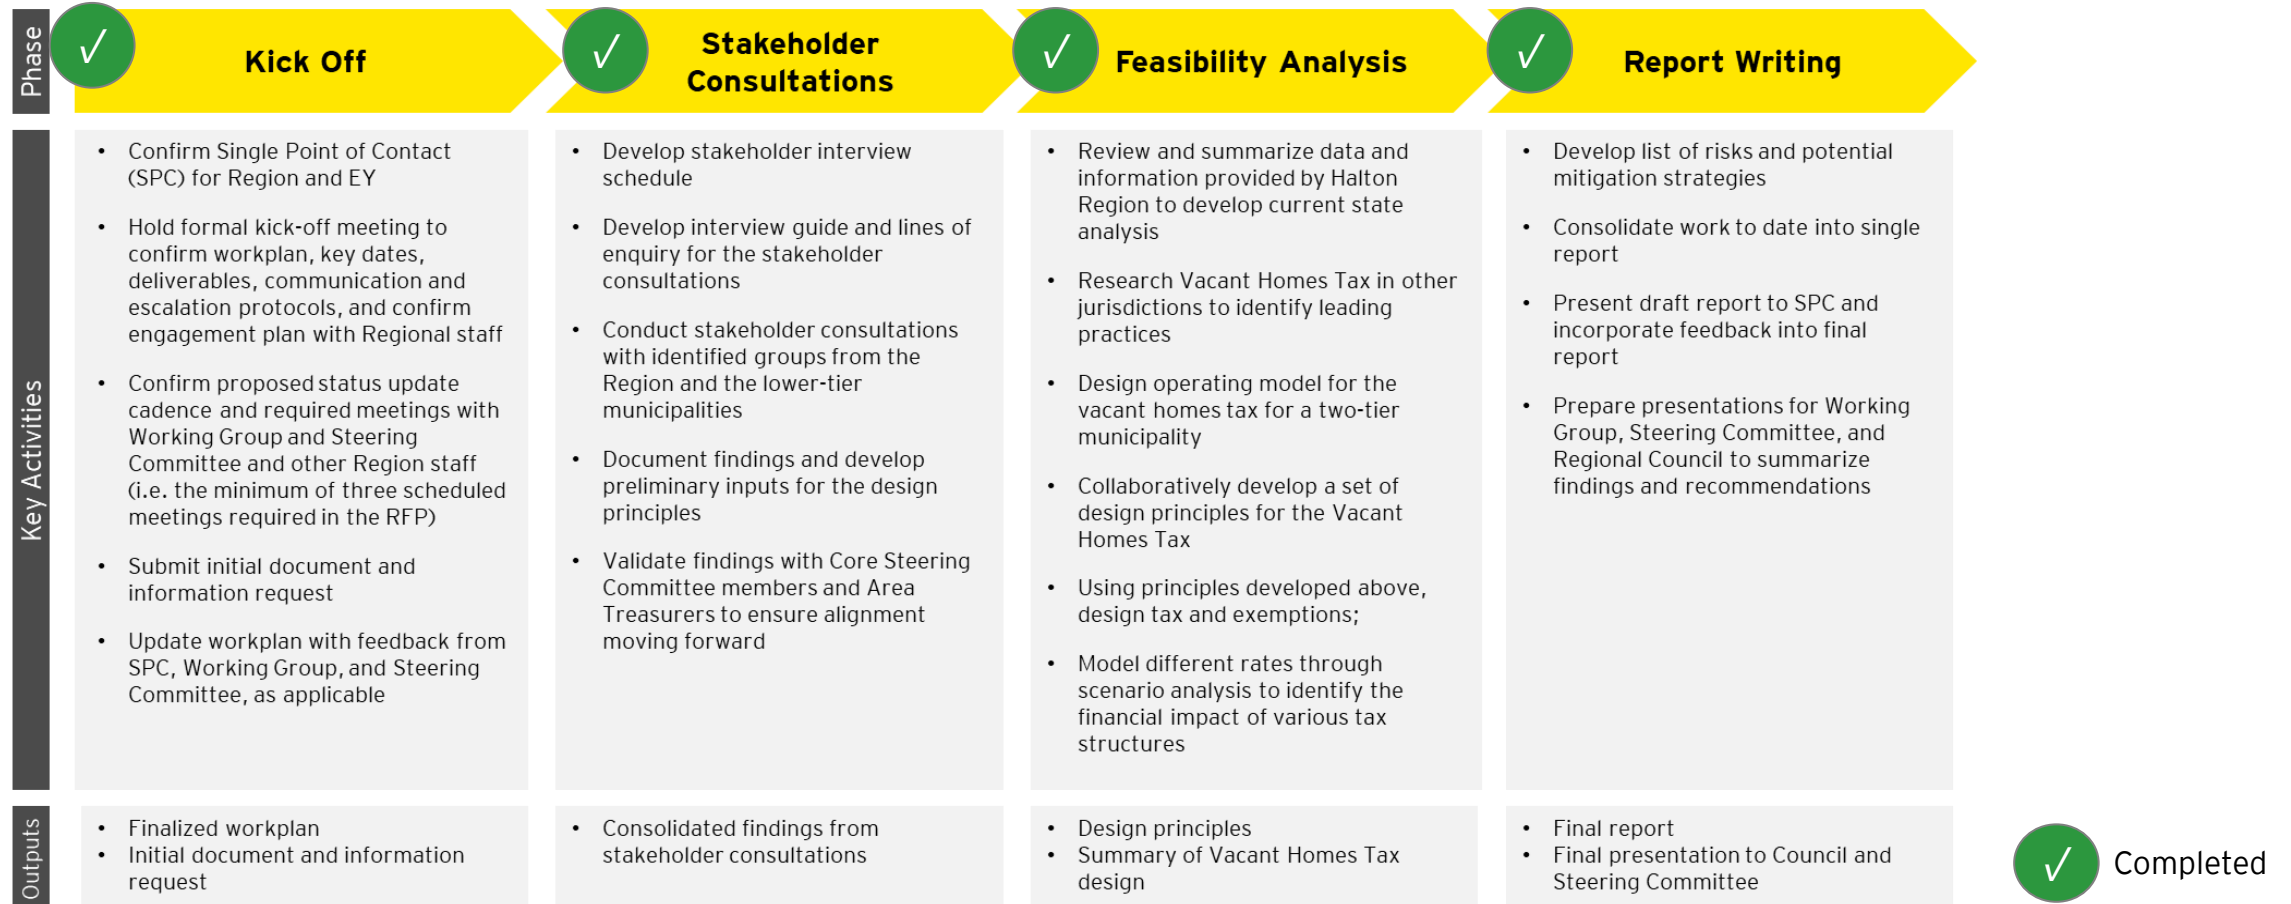 Phase
✓
Kick Off
✓
Stakeholder
Consultations
✓
Feasibility Analysis
✓
Report Writing
Key Activities
• Confirm Single Point of Contact
(SPC) for Region and EY
• Hold formal kick-off meeting to
confirm workplan, key dates,
deliverables, communication and
escalation protocols, and confirm
engagement plan with Regional staff
• Confirm proposed status update
cadence and required meetings with
Working Group and Steering
Committee and other Region staff
(i.e. the minimum of three scheduled
meetings required in the RFP)
• Submit initial document and
information request
• Update workplan with feedback from
SPC, Working Group, and Steering
Committee, as applicable
• Develop stakeholder interview
schedule
• Develop interview guide and lines of
enquiry for the stakeholder
consultations
• Conduct stakeholder consultations
with identified groups from the
Region and the lower-tier
municipalities
• Document findings and develop
preliminary inputs for the design
principles
• Validate findings with Core Steering
Committee members and Area
Treasurers to ensure alignment
moving forward
• Review and summarize data and
information provided by Halton
Region to develop current state
analysis
• Research Vacant Homes Tax in other
jurisdictions to identify leading
practices
• Design operating model for the
vacant homes tax for a two-tier
municipality
• Collaboratively develop a set of
design principles for the Vacant
Homes Tax
• Using principles developed above,
design tax and exemptions;
• Model different rates through
scenario analysis to identify the
financial impact of various tax
structures
• Develop list of risks and potential
mitigation strategies
• Consolidate work to date into single
report
• Present draft report to SPC and
incorporate feedback into final
report
• Prepare presentations for Working
Group, Steering Committee, and
Regional Council to summarize
findings and recommendations
Outputs
• Finalized workplan
• Initial document and information
request
• Consolidated findings from
stakeholder consultations
• Design principles
• Summary of Vacant Homes Tax
design
• Final report
• Final presentation to Council and
Steering Committee
✓ Completed